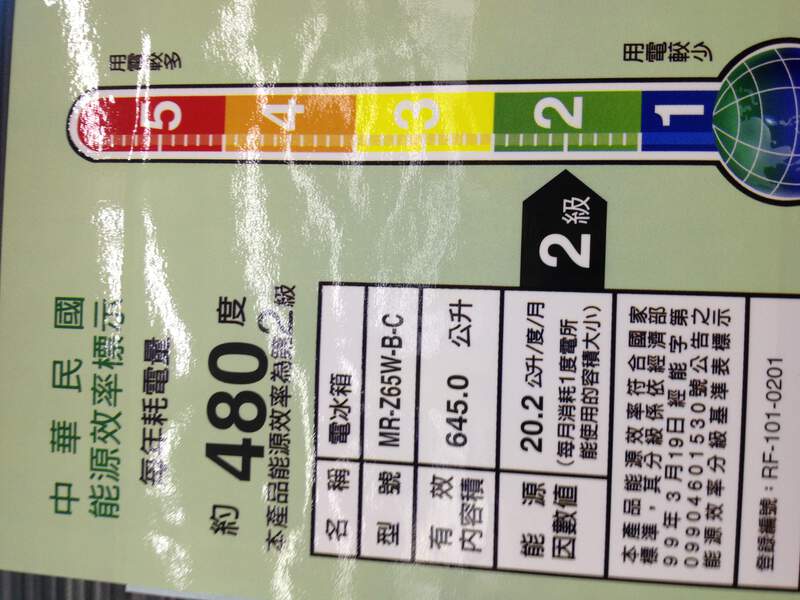 中華民國
能源效率標示
每年耗電量
約480度
本產品能源效率為第2級
用電較多
5 4 3 2 1
用電較少
2級
名稱 電冰箱
型號 MR-Z65W-B-C
有效內容積 645.0 公升
能源因數值 20.2 公升/度/月
(每月消耗1度電所
能使用的容積大小)
本產品能源效率符合國家
標準,其分級係依經濟部
99年3月19日經能字第
09904601530號公告之
能源效率分級基準表標示
登錄編號:RF-101-0201